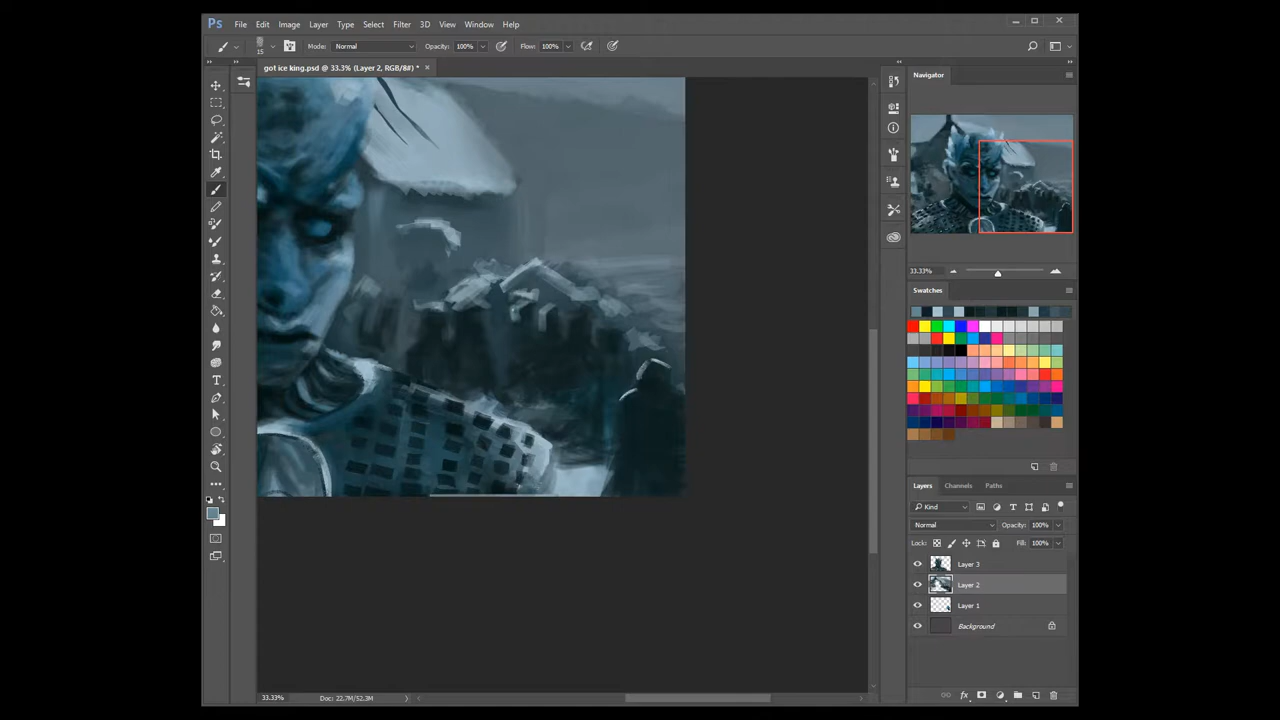 Ps File Edit Image Layer Type Select Filter 3D View Window Help
15 Mode: Normal Opacity: 100% Flow: 100%
got ice king.psd @ 33.3% (Layer 2, RGB/8#) *
Navigator
33.33%
Swatches
Layers Channels Paths
Kind
Normal Opacity: 100%
Lock: Fill: 100%
Layer 3
Layer 2
Layer 1
Background
fx
33.33% Doc: 22.7M/52.3M